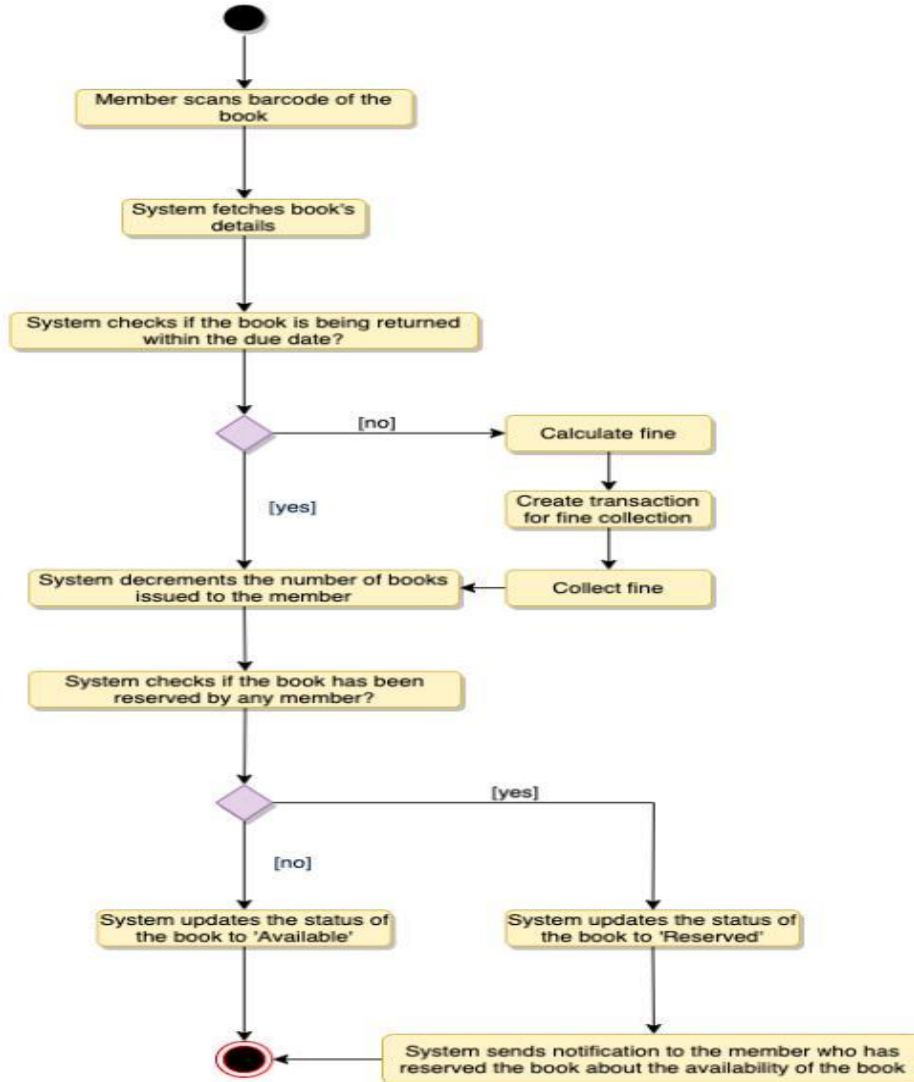 Member scans barcode of the
book
System fetches book's
details
System checks if the book is being returned
within the due date?
[no]
Calculate fine
[yes]
Create transaction
for fine collection
System decrements the number of books
issued to the member
Collect fine
System checks if the book has been
reserved by any member?
[yes]
[no]
System updates the status of
the book to 'Available'
System updates the status of
the book to 'Reserved'
System sends notification to the member who has
reserved the book about the availability of the book